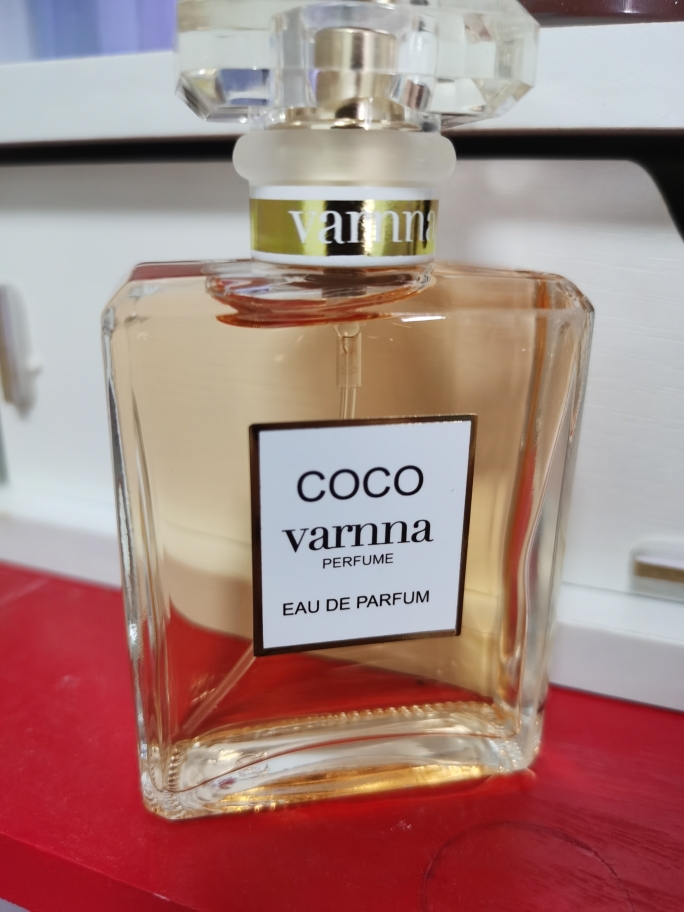 varnna
COCO
varnna
PERFUME
EAU DE PARFUM